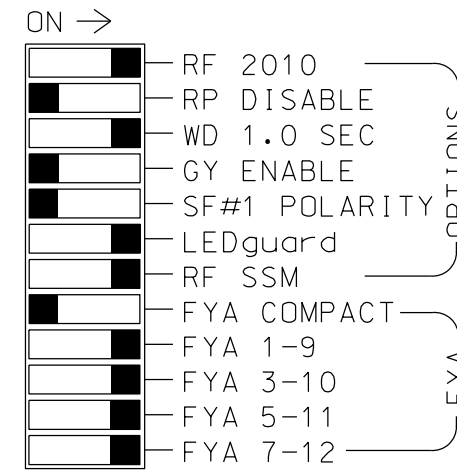 ON →
RF 2010
RP DISABLE
WD 1.0 SEC
GY ENABLE
SF#1 POLARITY
LEDguard
RF SSM
FYA COMPACT
FYA 1-9
FYA 3-10
FYA 5-11
FYA 7-12
OPTIONS
FYA